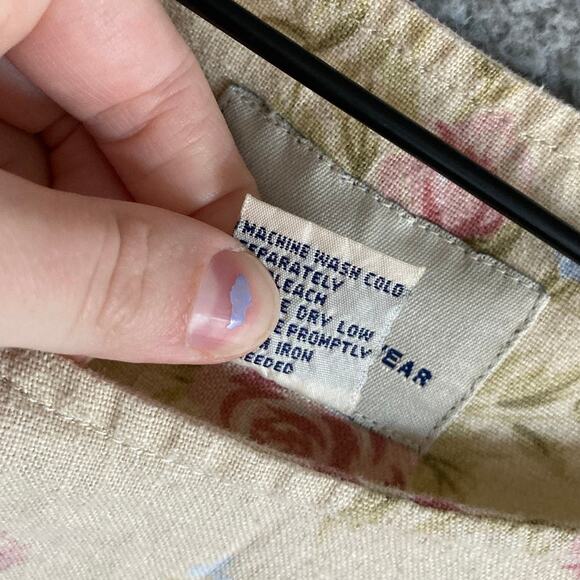 MACHINE WASH COLD
SEPARATELY
LEACH
E DRY LOW
E PROMPTLY
IRON
EEDED
EAR